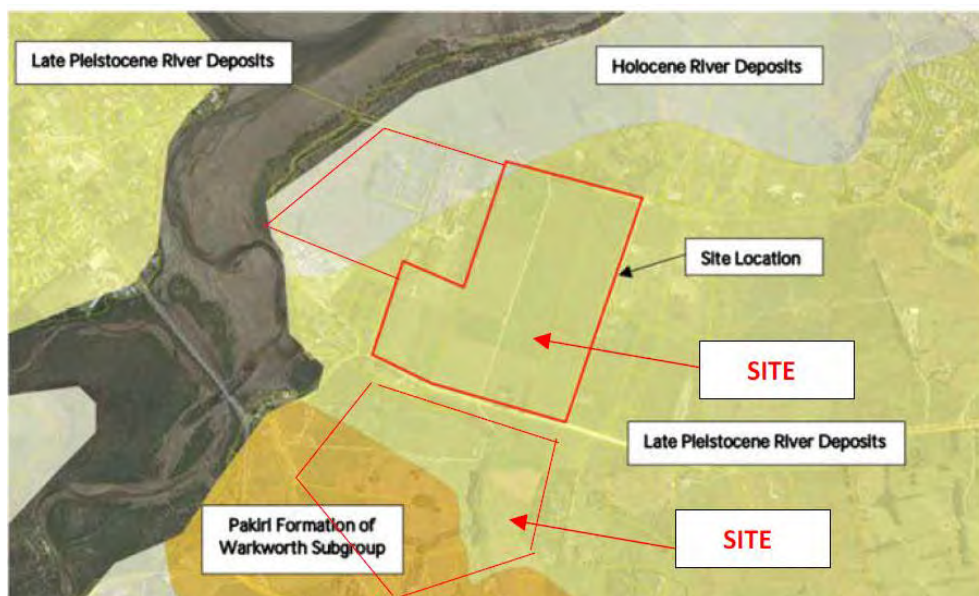 Late Pleistocene River Deposits
Holocene River Deposits
Site Location
SITE
Late Pleistocene River Deposits
Pakiri Formation of
Warkworth Subgroup
SITE